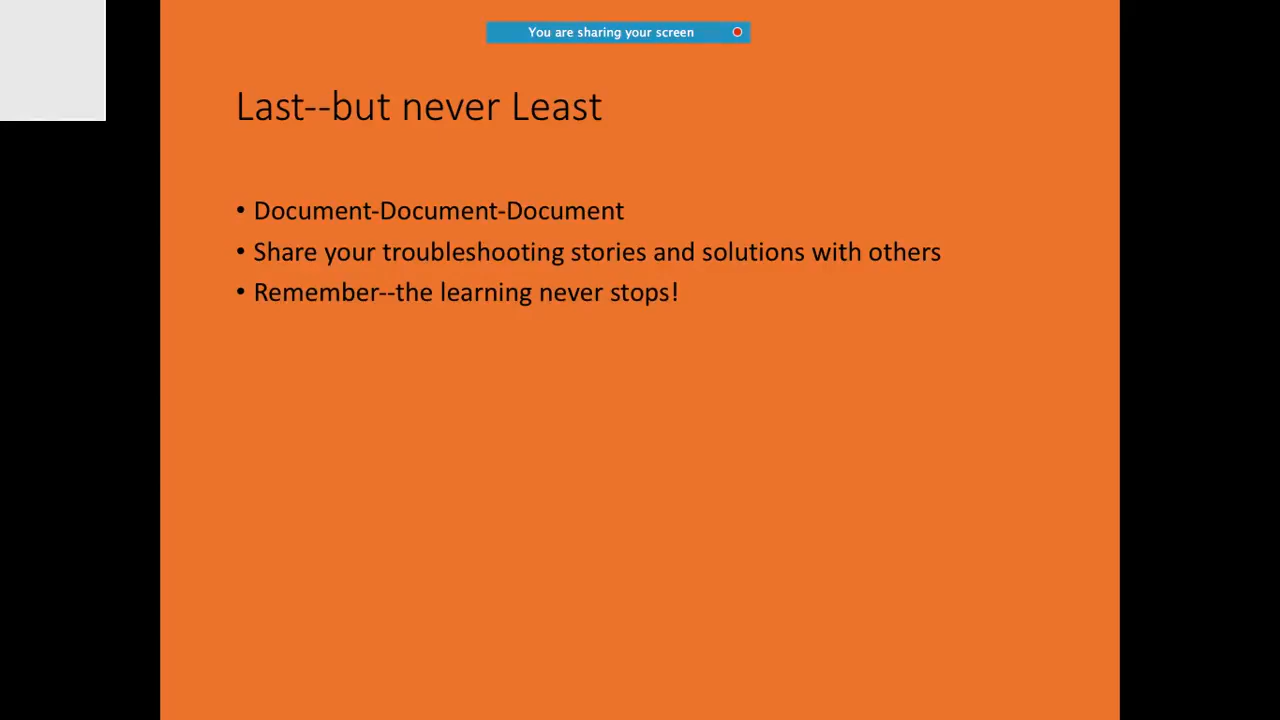 You are sharing your screen
Last--but never Least
• Document-Document-Document
• Share your troubleshooting stories and solutions with others
• Remember--the learning never stops!